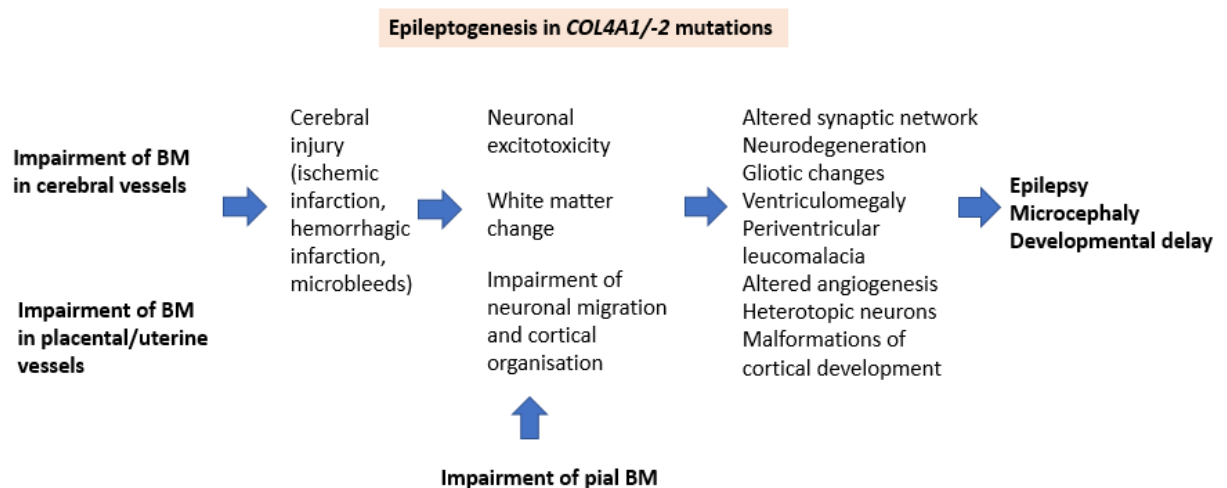 Epileptogenesis in COL4A1/-2 mutations
Impairment of BM
in cerebral vessels
Impairment of BM
in placental/uterine
vessels
Cerebral
injury
(ischemic
infarction,
hemorrhagic
infarction,
microbleeds)
Neuronal
excitotoxicity
White matter
change
Impairment of
neuronal migration
and cortical
organisation
Impairment of pial BM
Altered synaptic network
Neurodegeneration
Gliotic changes
Ventriculomegaly
Periventricular
leucomalacia
Altered angiogenesis
Heterotopic neurons
Malformations of
cortical development
Epilepsy
Microcephaly
Developmental delay